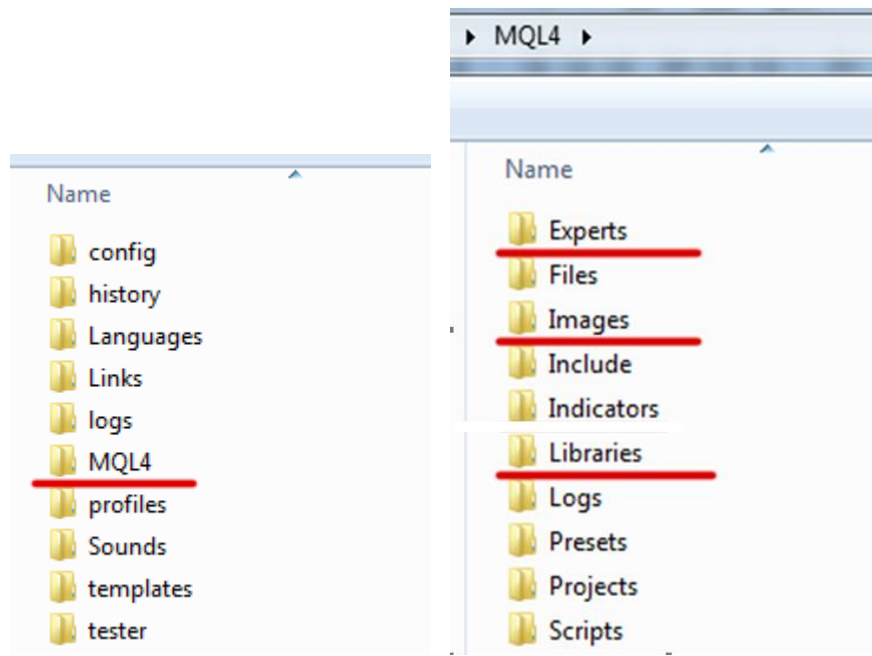 Name
config
history
Languages
Links
logs
MQL4
profiles
Sounds
templates
tester
MQL4
Name
Experts
Files
Images
Include
Indicators
Libraries
Logs
Presets
Projects
Scripts